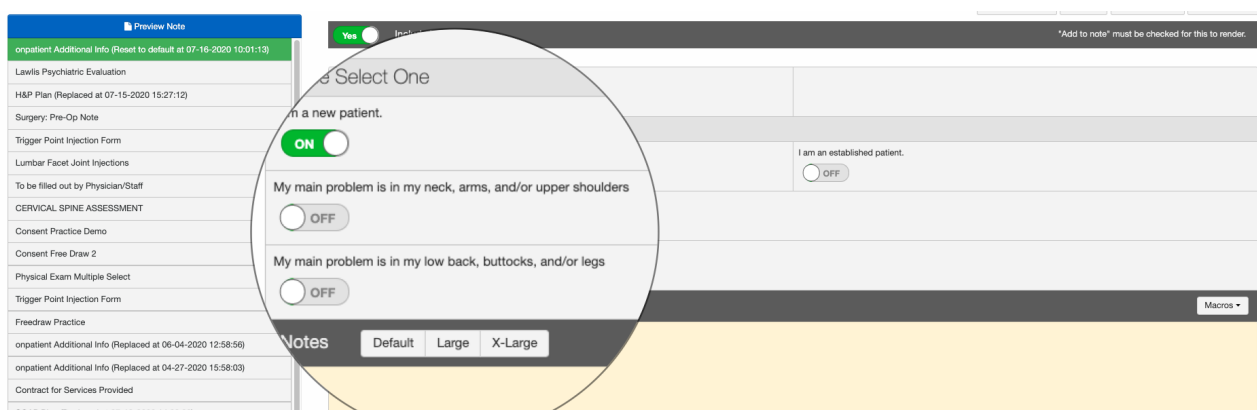 Preview Note
onpatient Additional Info (Reset to default at 07-16-2020 10:01:13)
Lawlis Psychiatric Evaluation
H&P Plan (Replaced at 07-15-2020 15:27:12)
Surgery: Pre-Op Note
Trigger Point Injection Form
Lumbar Facet Joint Injections
To be filled out by Physician/Staff
CERVICAL SPINE ASSESSMENT
Consent Practice Demo
Consent Free Draw 2
Physical Exam Multiple Select
Trigger Point Injection Form
Freedraw Practice
onpatient Additional Info (Replaced at 06-04-2020 12:58:56)
onpatient Additional Info (Replaced at 04-27-2020 15:58:03)
Contract for Services Provided
Yes
"Add to note" must be checked for this to render.
Select One
a new patient.
ON
I am an established patient.
OFF
My main problem is in my neck, arms, and/or upper shoulders
OFF
My main problem is in my low back, buttocks, and/or legs
OFF
Macros
Notes Default Large X-Large